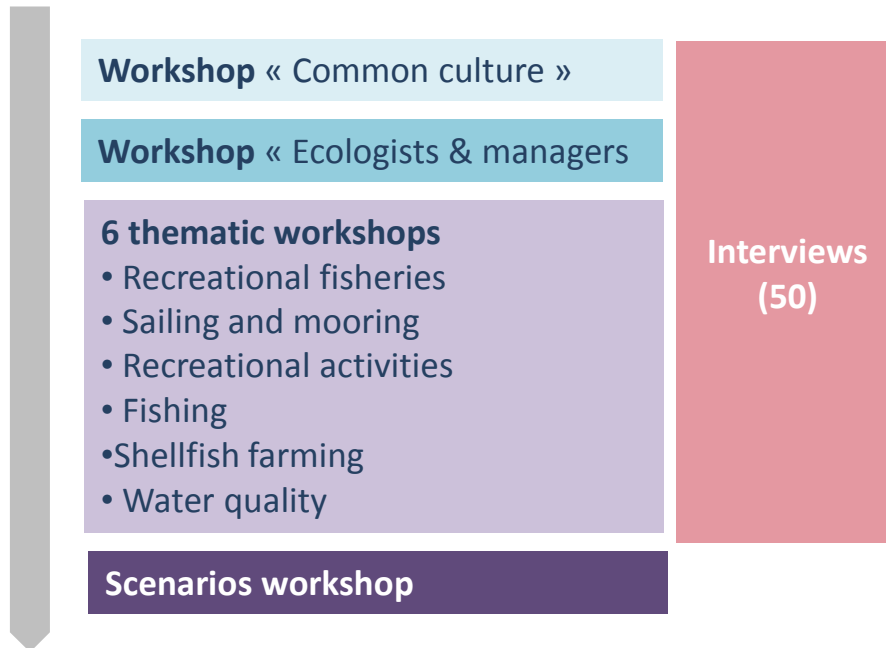 Workshop « Common culture »
Workshop « Ecologists & managers
6 thematic workshops
• Recreational fisheries
• Sailing and mooring
• Recreational activities
• Fishing
•Shellfish farming
• Water quality
Scenarios workshop
Interviews
(50)